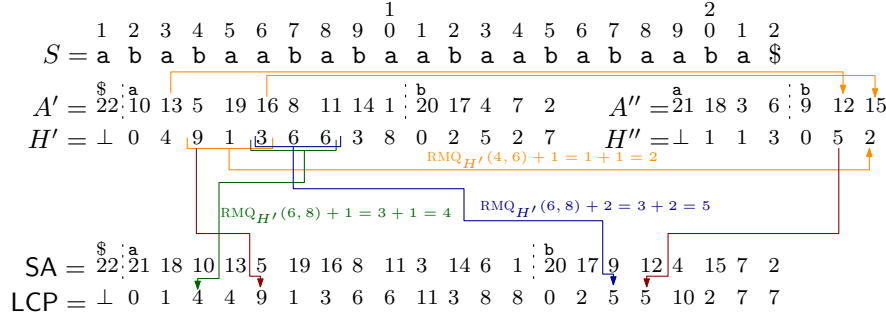 1 2
1 2 3 4 5 6 7 8 9 0 1 2 3 4 5 6 7 8 9 0 1 2
S = a b a b a a b a b a a b a a b a b a a b a $
$ a b a b
A′ = 22 10 13 5 19 16 8 11 14 1 20 17 4 7 2 A″ = 21 18 3 6 9 12 15
H′ = ⊥ 0 4 9 1 3 6 6 3 8 0 2 5 2 7 H″ = ⊥ 1 1 3 0 5 2
RMQ_H′(4, 6) + 1 = 1 + 1 = 2
RMQ_H′(6, 8) + 1 = 3 + 1 = 4 RMQ_H′(6, 8) + 2 = 3 + 2 = 5
$ a b
SA = 22 21 18 10 13 5 19 16 8 11 3 14 6 1 20 17 9 12 4 15 7 2
LCP = ⊥ 0 1 4 4 9 1 3 6 6 11 3 8 8 0 2 5 5 10 2 7 7